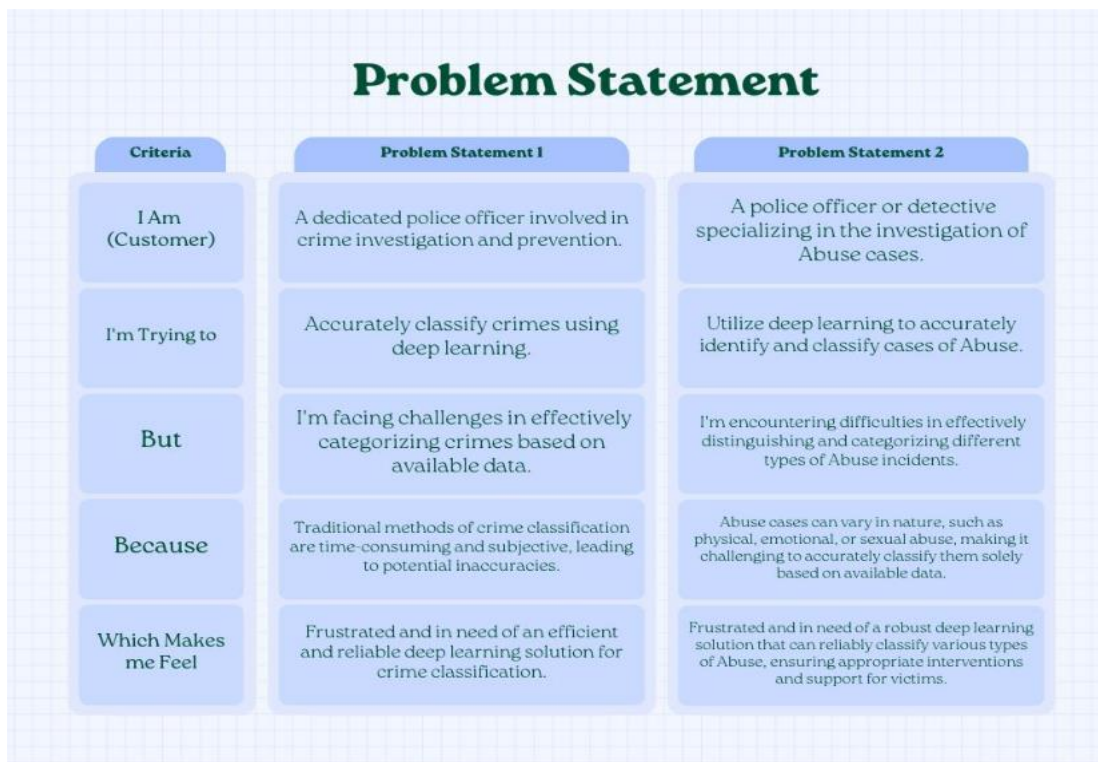 Problem Statement
Criteria
Problem Statement 1
Problem Statement 2
I Am
(Customer)
A dedicated police officer involved in
crime investigation and prevention.
A police officer or detective
specializing in the investigation of
Abuse cases.
I'm Trying to
Accurately classify crimes using
deep learning.
Utilize deep learning to accurately
identify and classify cases of Abuse.
But
I'm facing challenges in effectively
categorizing crimes based on
available data.
I'm encountering difficulties in effectively
distinguishing and categorizing different
types of Abuse incidents.
Because
Traditional methods of crime classification
are time-consuming and subjective, leading
to potential inaccuracies.
Abuse cases can vary in nature, such as
physical, emotional, or sexual abuse, making it
challenging to accurately classify them solely
based on available data.
Which Makes
me Feel
Frustrated and in need of an efficient
and reliable deep learning solution for
crime classification.
Frustrated and in need of a robust deep learning
solution that can reliably classify various types
of Abuse, ensuring appropriate interventions
and support for victims.